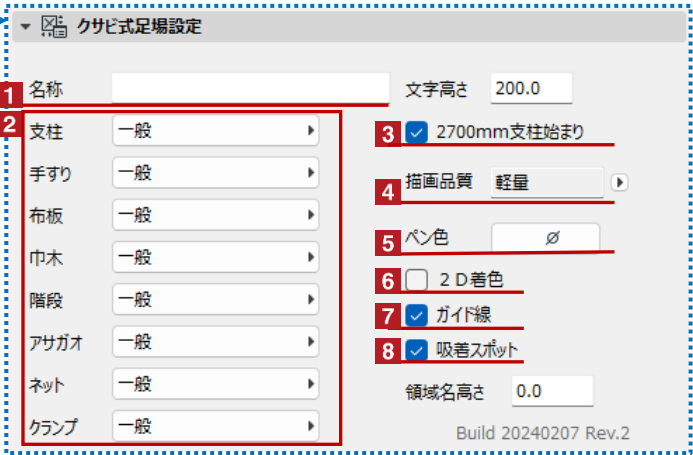 クサビ式足場設定
1 名称 文字高さ 200.0
2 支柱 一般 3 2700mm支柱始まり
手すり 一般
4 描画品質 軽量
布板 一般
5 ペン色 ø
巾木 一般
6 2D着色
階段 一般
7 ガイド線
アサガオ 一般
8 吸着スポット
ネット 一般 領域名高さ 0.0
クランプ 一般
Build 20240207 Rev.2